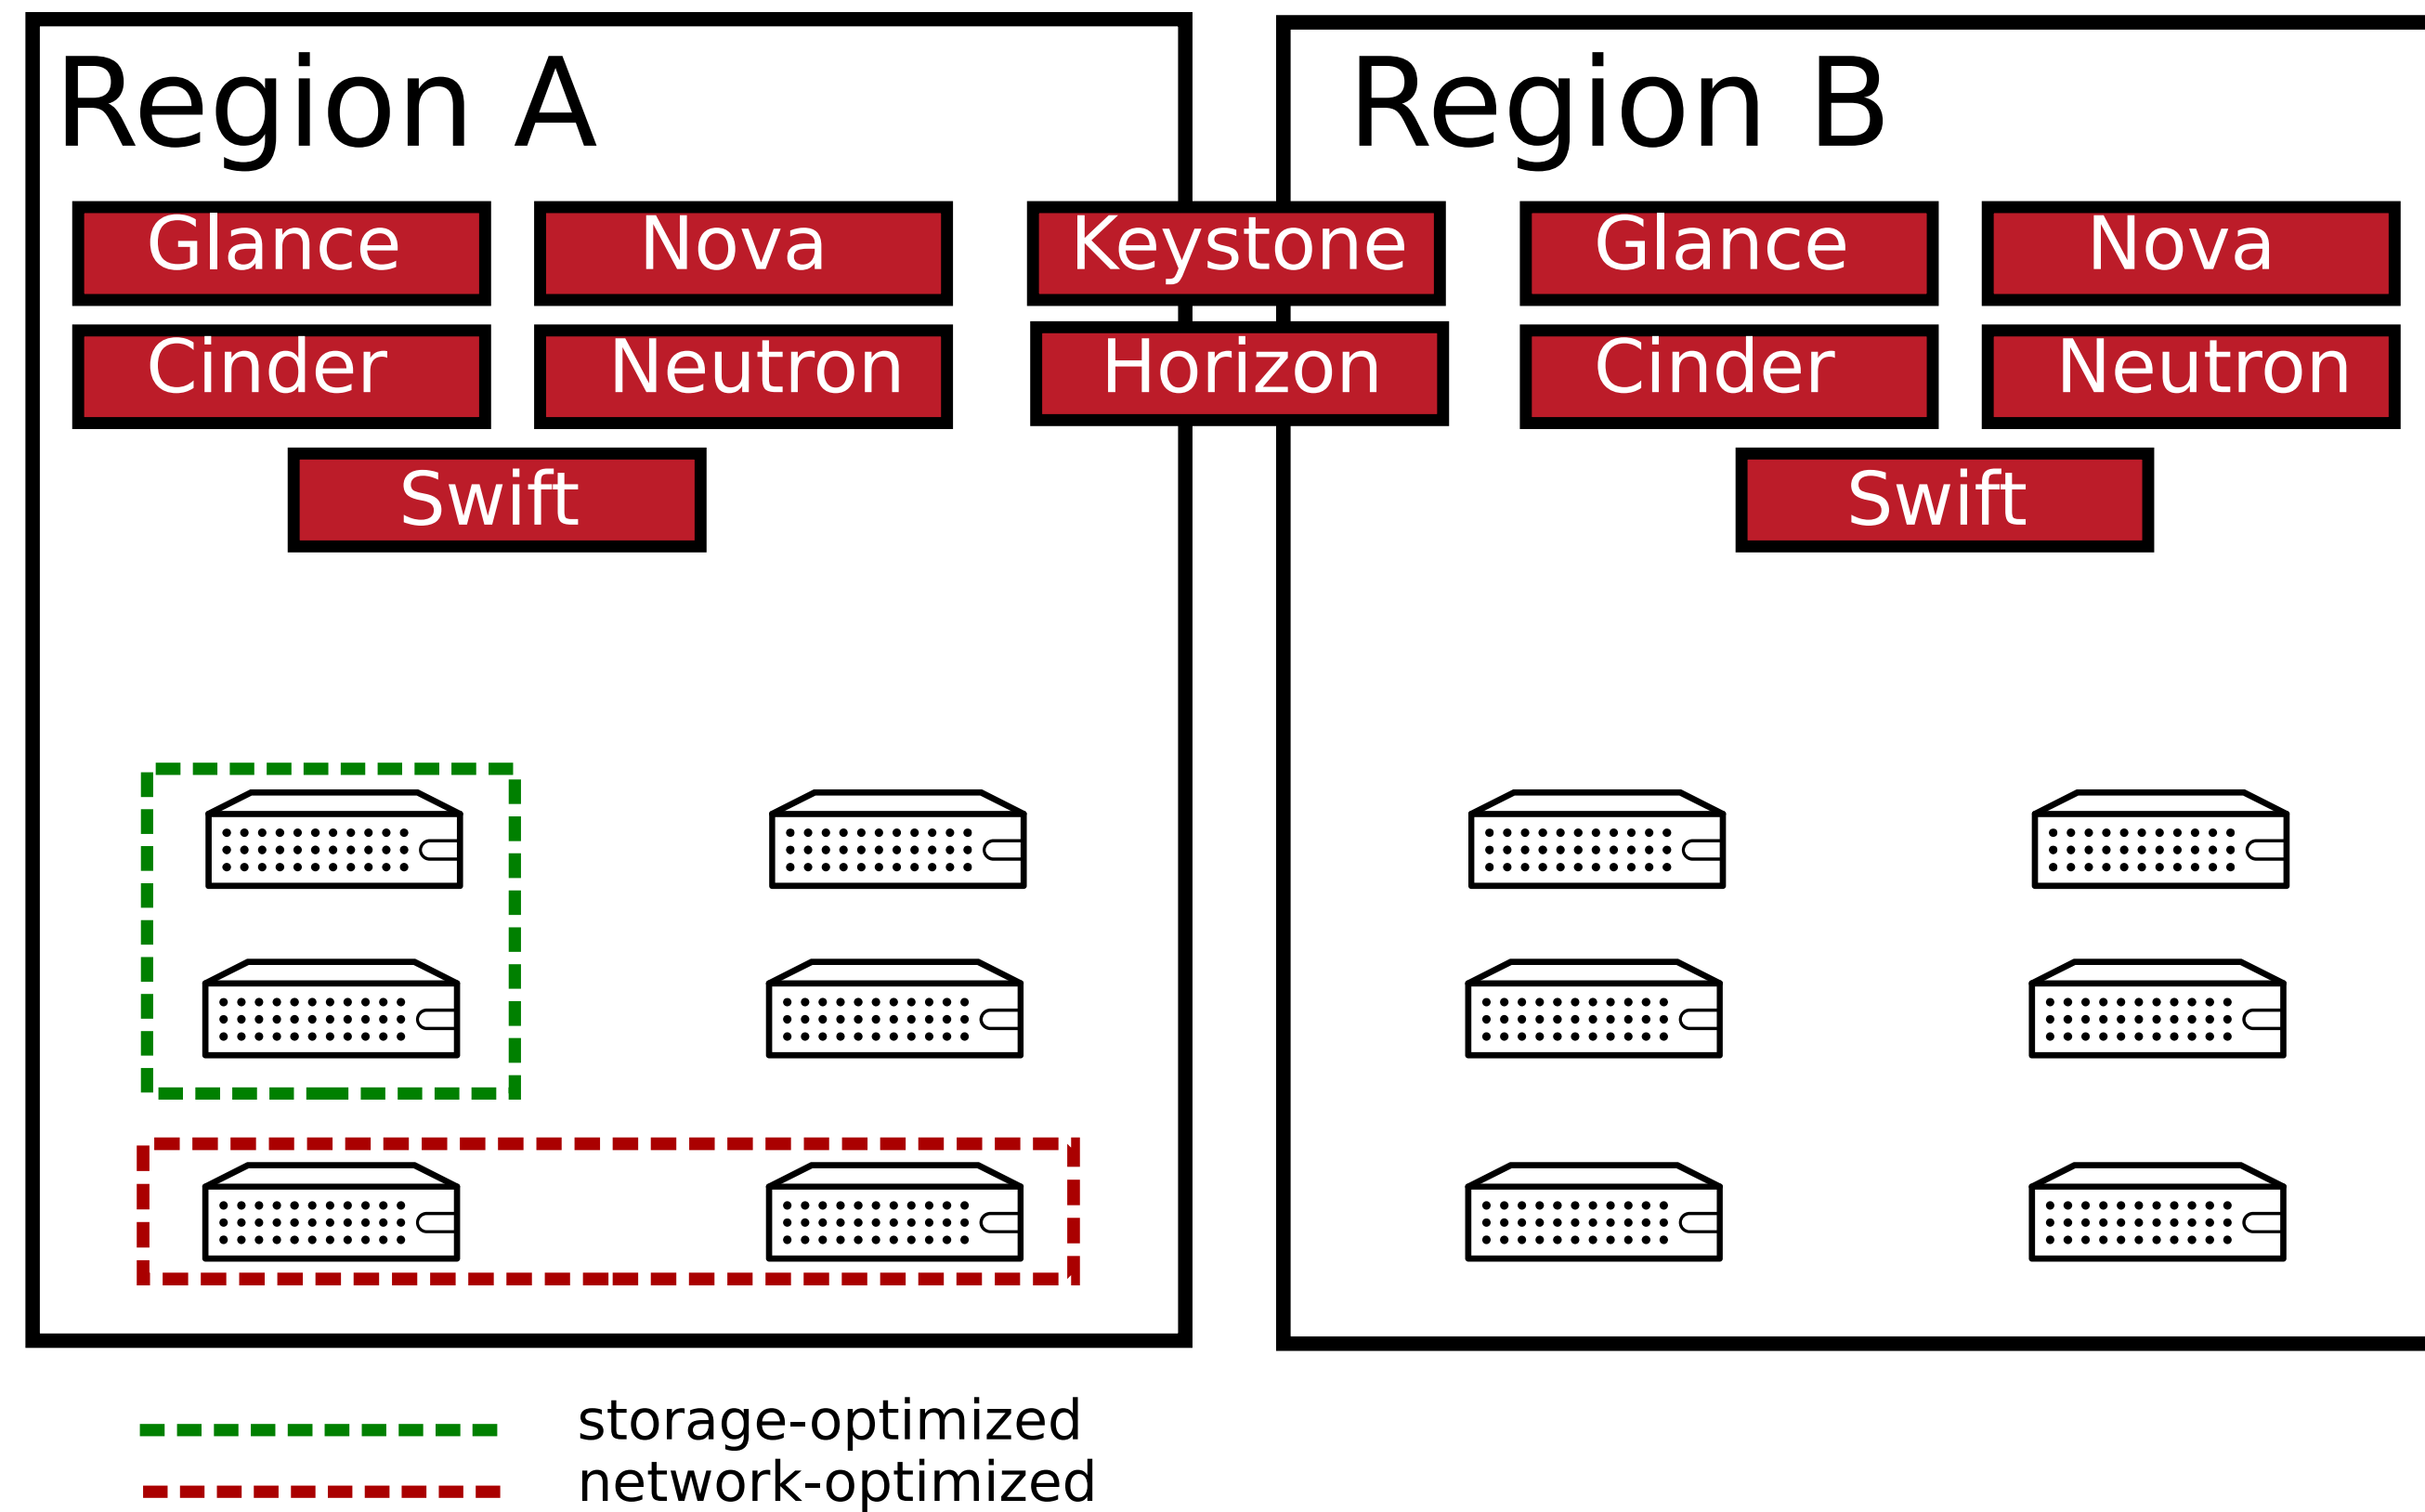 Region A
Region B
Glance
Nova
Keystone
Glance
Nova
Cinder
Neutron
Horizon
Cinder
Neutron
Swift
Swift
storage-optimized
network-optimized